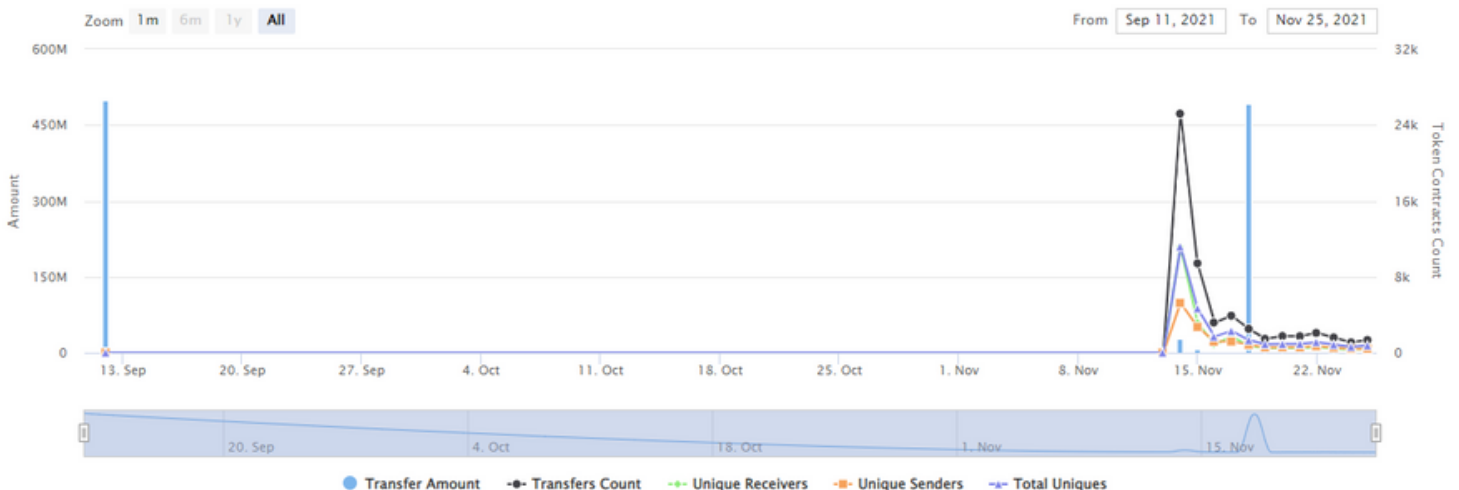 Zoom 1m 6m 1y All From Sep 11, 2021 To Nov 25, 2021
600M 32k
450M 24k
300M 16k
150M 8k
0 0
Amount
Token Contracts Count
13. Sep 20. Sep 27. Sep 4. Oct 11. Oct 18. Oct 25. Oct 1. Nov 8. Nov 15. Nov 22. Nov
20. Sep 4. Oct 18. Oct 1. Nov 15. Nov
Transfer Amount Transfers Count Unique Receivers Unique Senders Total Uniques